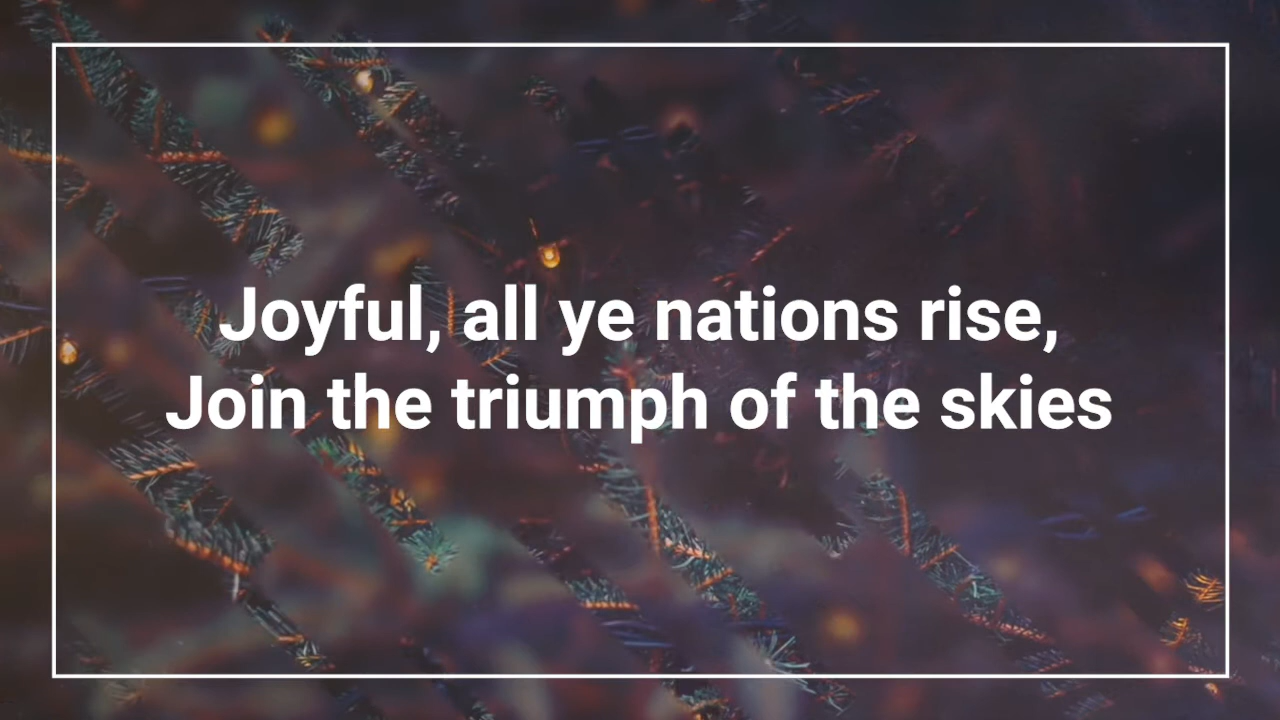 Joyful, all ye nations rise,
Join the triumph of the skies